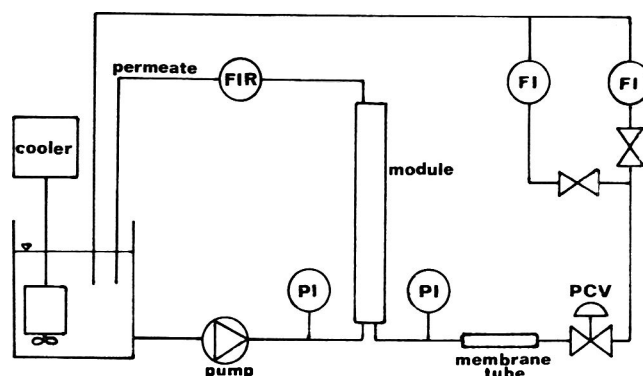 permeate
FIR
FI
FI
cooler
module
PI
PI
PCV
pump
membrane
tube